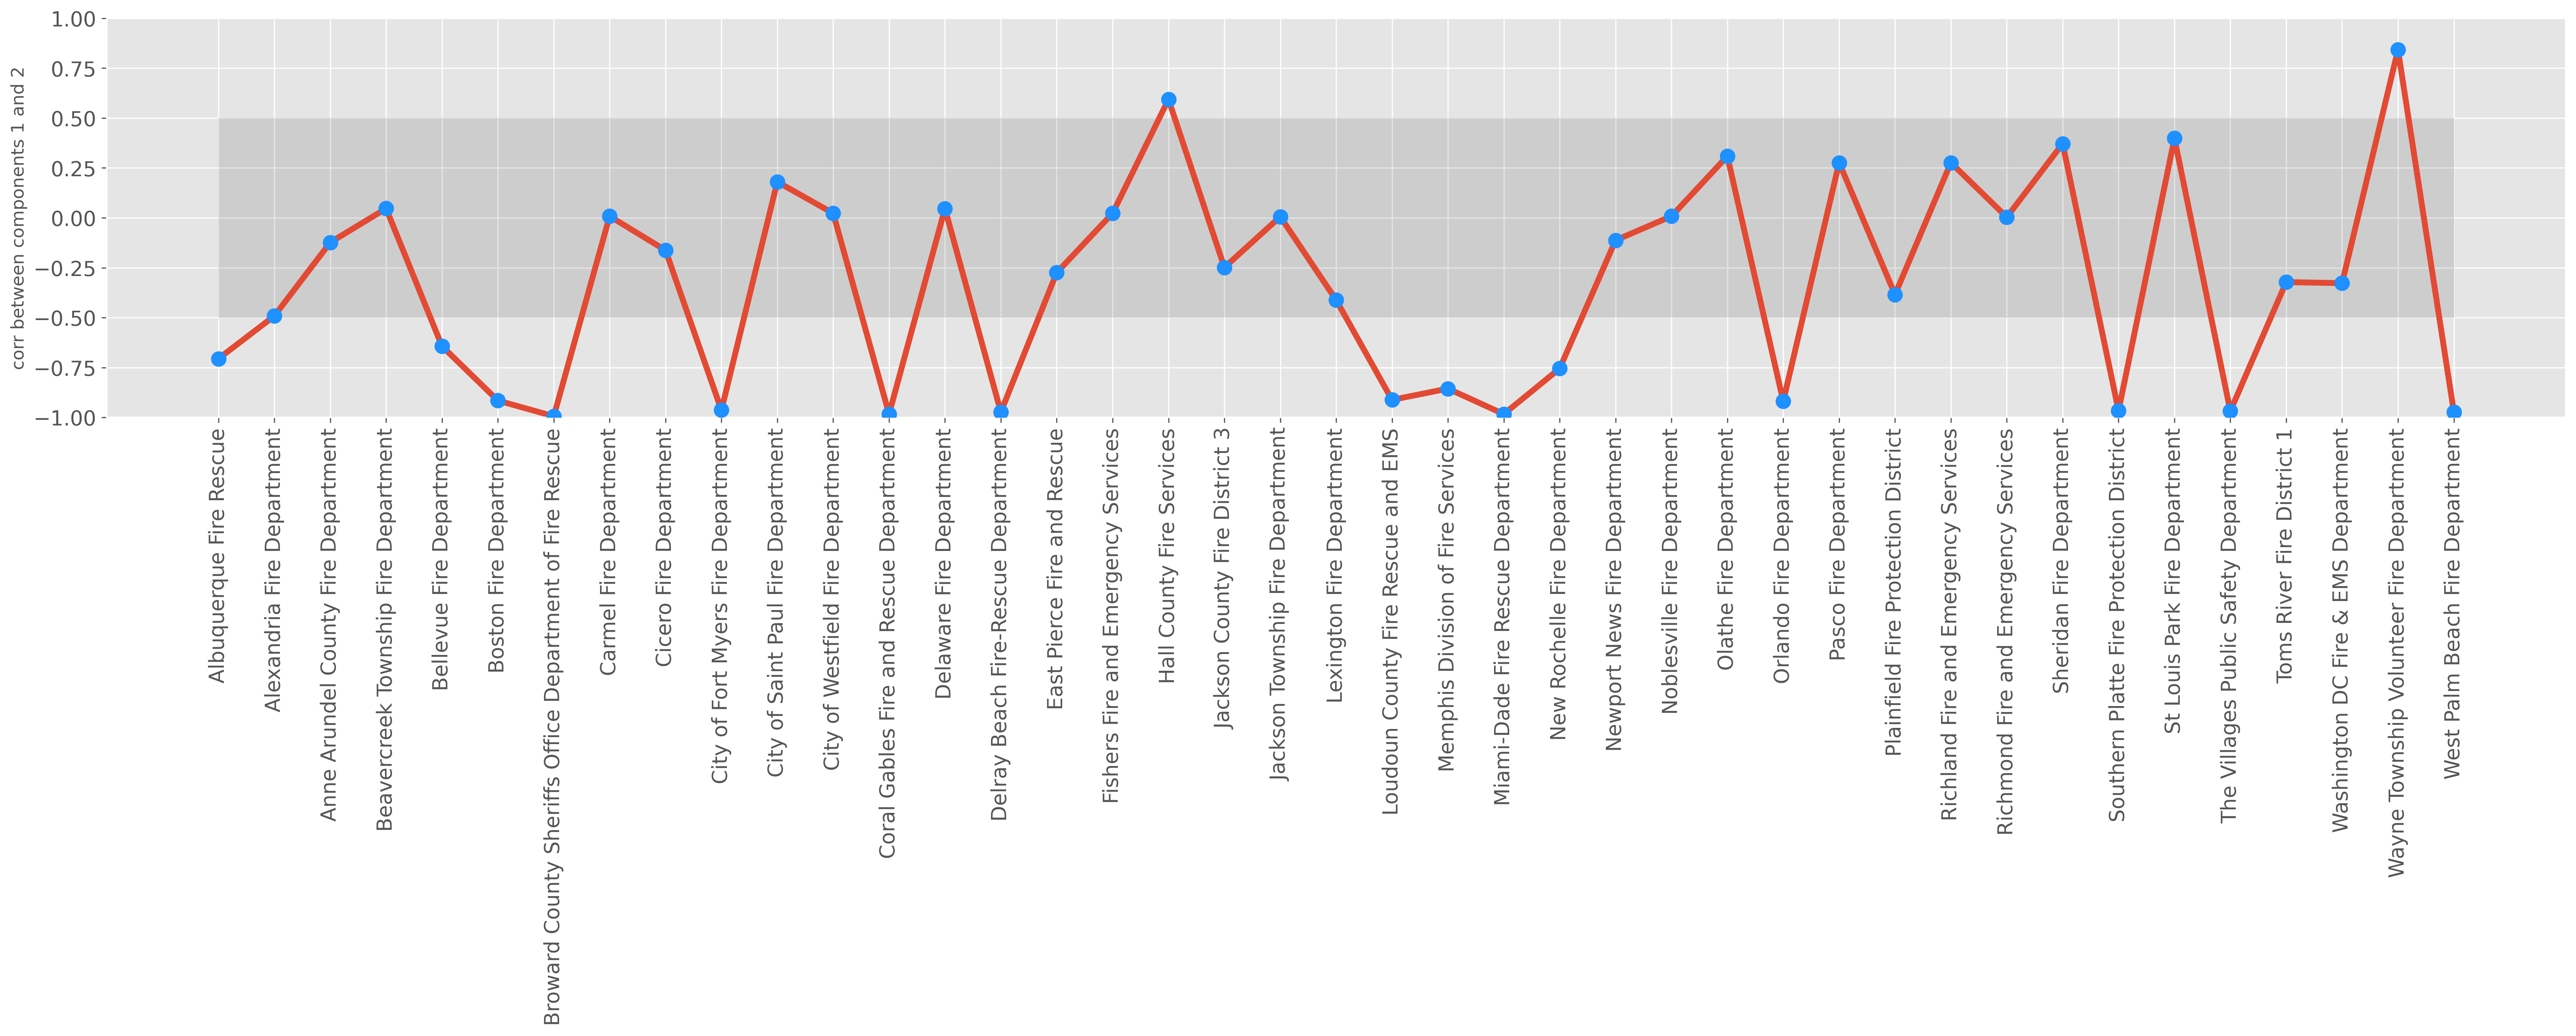 corr between components 1 and 2
1.00
0.75
0.50
0.25
0.00
−0.25
−0.50
−0.75
−1.00
Albuquerque Fire Rescue
Alexandria Fire Department
Anne Arundel County Fire Department
Beavercreek Township Fire Department
Bellevue Fire Department
Boston Fire Department
Broward County Sheriffs Office Department of Fire Rescue
Carmel Fire Department
Cicero Fire Department
City of Fort Myers Fire Department
City of Saint Paul Fire Department
City of Westfield Fire Department
Coral Gables Fire and Rescue Department
Delaware Fire Department
Delray Beach Fire-Rescue Department
East Pierce Fire and Rescue
Fishers Fire and Emergency Services
Hall County Fire Services
Jackson County Fire District 3
Jackson Township Fire Department
Lexington Fire Department
Loudoun County Fire Rescue and EMS
Memphis Division of Fire Services
Miami-Dade Fire Rescue Department
New Rochelle Fire Department
Newport News Fire Department
Noblesville Fire Department
Olathe Fire Department
Orlando Fire Department
Pasco Fire Department
Plainfield Fire Protection District
Richland Fire and Emergency Services
Richmond Fire and Emergency Services
Sheridan Fire Department
Southern Platte Fire Protection District
St Louis Park Fire Department
The Villages Public Safety Department
Toms River Fire District 1
Washington DC Fire & EMS Department
Wayne Township Volunteer Fire Department
West Palm Beach Fire Department